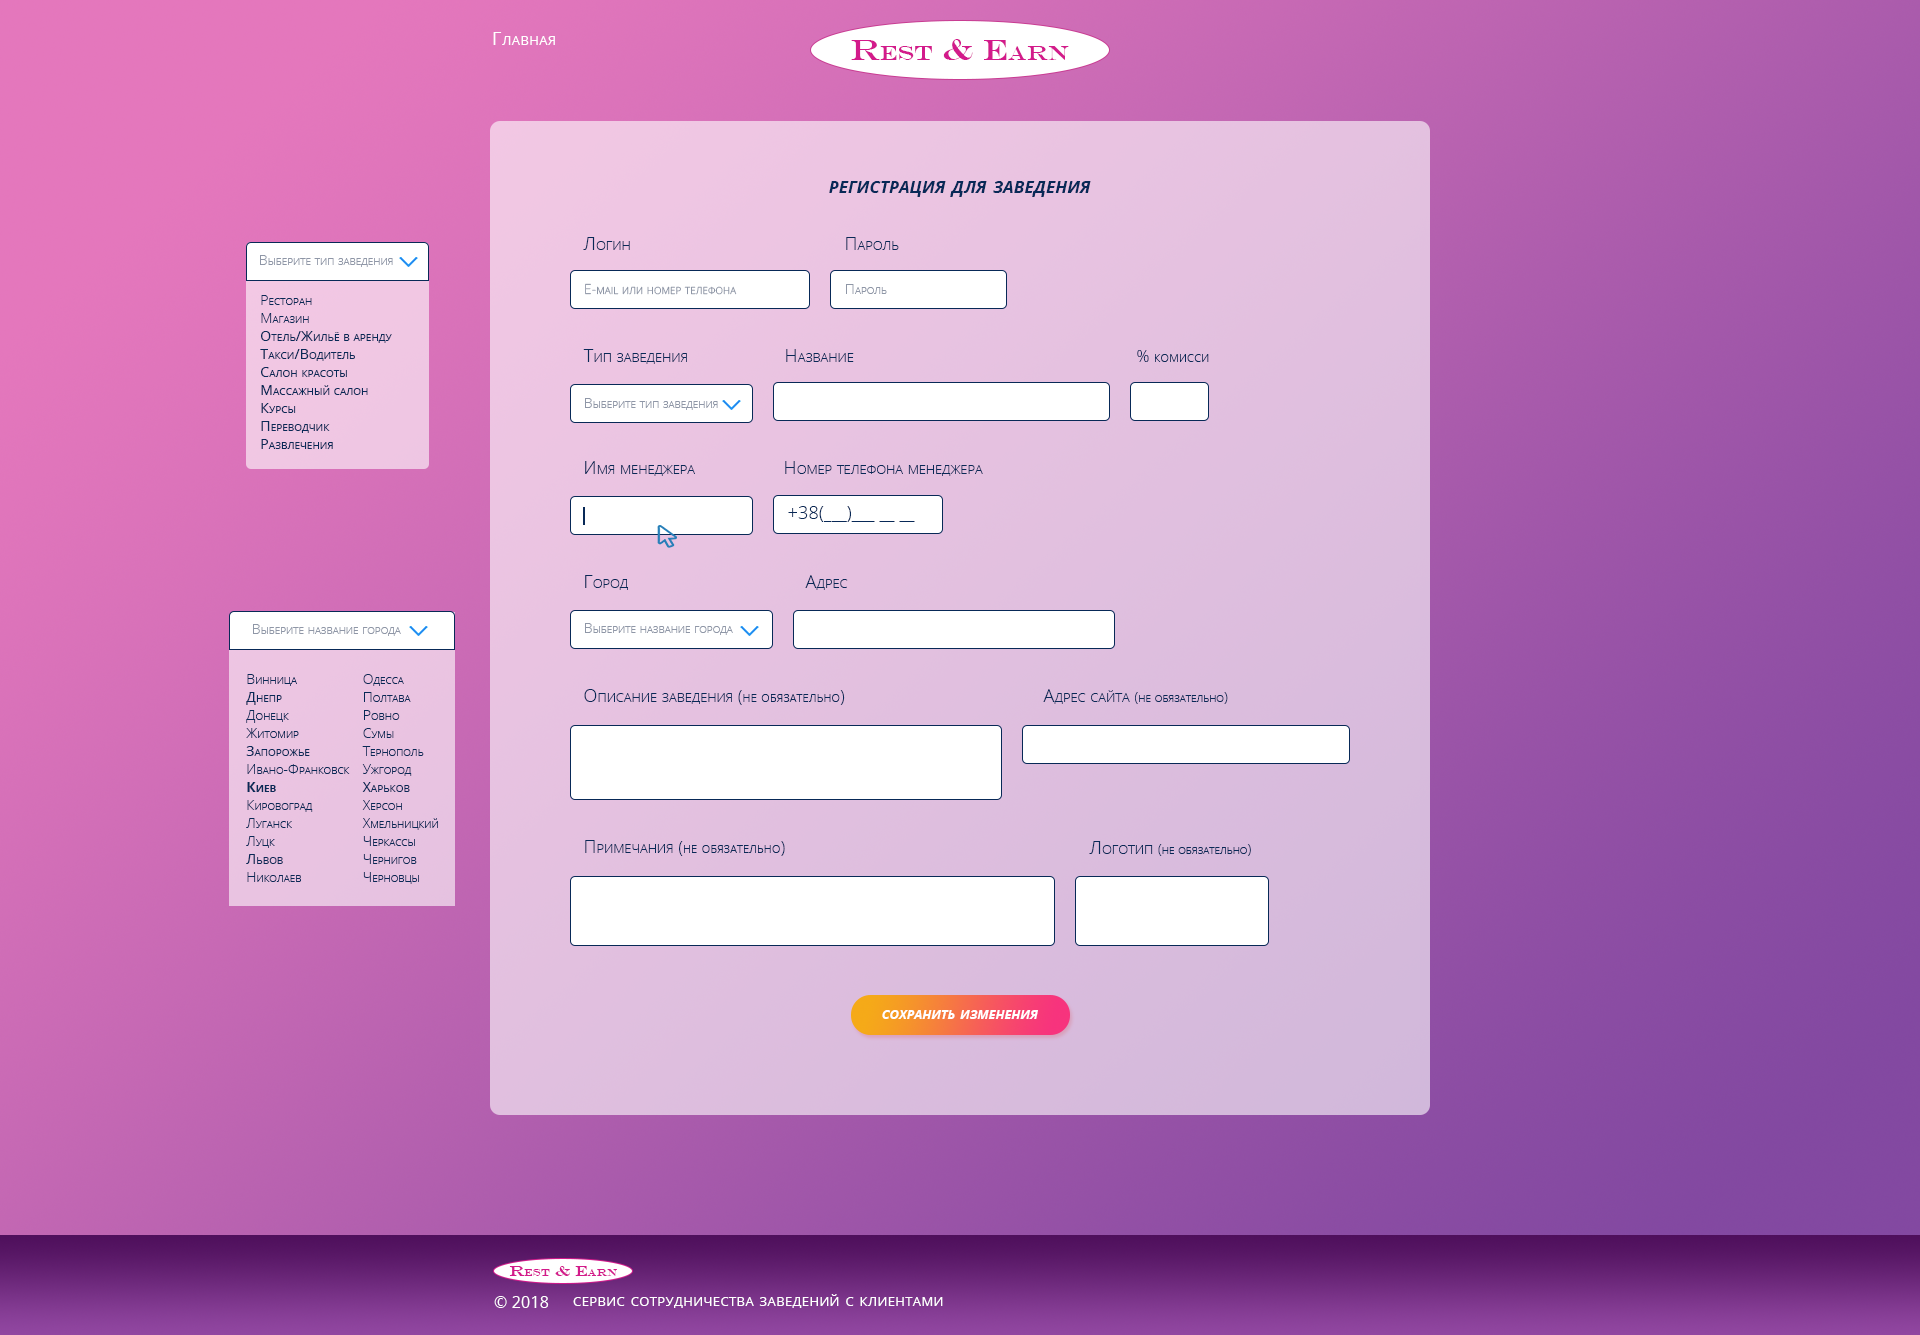 Главная
Rest & Earn
РЕГИСТРАЦИЯ ДЛЯ ЗАВЕДЕНИЯ
Логин Пароль
E-mail или номер телефона Пароль
Тип заведения Название % комисси
Выберите тип заведения
Имя менеджера Номер телефона менеджера
+38(___)___ __ __
Город Адрес
Выберите название города
Описание заведения (не обязательно) Адрес сайта (не обязательно)
Примечания (не обязательно) Логотип (не обязательно)
СОХРАНИТЬ ИЗМЕНЕНИЯ
Выберите тип заведения
Ресторан
Магазин
Отель/Жильё в аренду
Такси/Водитель
Салон красоты
Массажный салон
Курсы
Переводчик
Развлечения
Выберите название города
Винница
Днепр
Донецк
Житомир
Запорожье
Ивано-Франковск
Киев
Кировоград
Луганск
Луцк
Львов
Николаев
Одесса
Полтава
Ровно
Сумы
Тернополь
Ужгород
Харьков
Херсон
Хмельницкий
Черкассы
Чернигов
Черновцы
Rest & Earn
© 2018 СЕРВИС СОТРУДНИЧЕСТВА ЗАВЕДЕНИЙ С КЛИЕНТАМИ